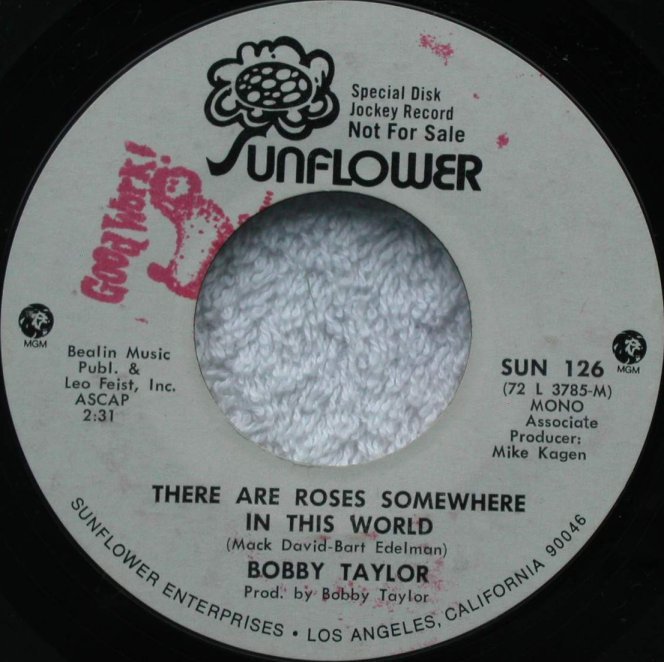 Special Disk
Jockey Record
Not For Sale
SUNFLOWER
GOOD WORK!
MGM
Bealin Music
Publ. &
Leo Feist, Inc.
ASCAP
2:31
SUN 126
MGM
(72 L 3785-M)
MONO
Associate
Producer:
Mike Kagen
THERE ARE ROSES SOMEWHERE
IN THIS WORLD
(Mack David-Bart Edelman)
BOBBY TAYLOR
Prod. by Bobby Taylor
SUNFLOWER ENTERPRISES • LOS ANGELES, CALIFORNIA 90046